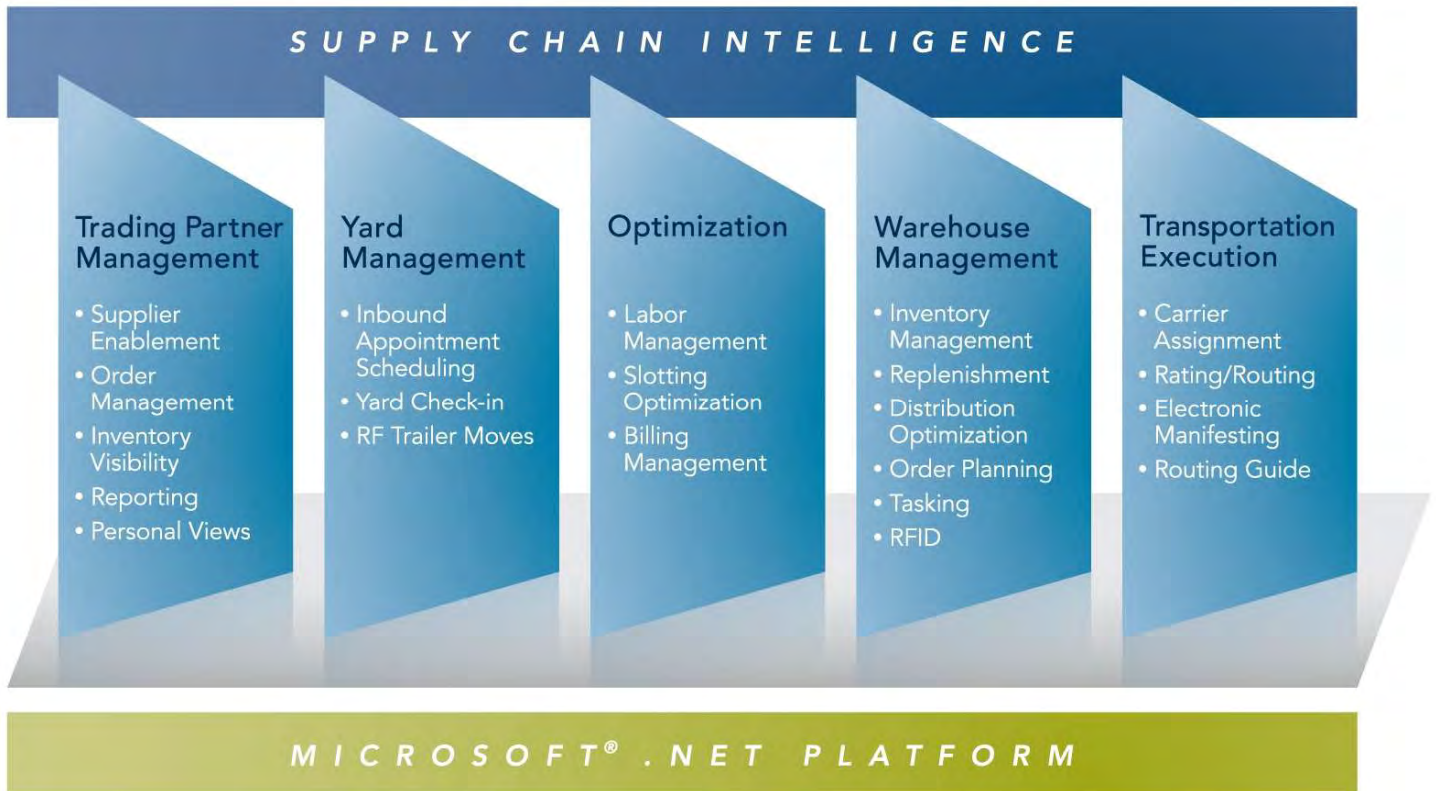 SUPPLY CHAIN INTELLIGENCE
Trading Partner
Management
• Supplier
Enablement
• Order
Management
• Inventory
Visibility
• Reporting
• Personal Views
Yard
Management
• Inbound
Appointment
Scheduling
• Yard Check-in
• RF Trailer Moves
Optimization
• Labor
Management
• Slotting
Optimization
• Billing
Management
Warehouse
Management
• Inventory
Management
• Replenishment
• Distribution
Optimization
• Order Planning
• Tasking
• RFID
Transportation
Execution
• Carrier
Assignment
• Rating/Routing
• Electronic
Manifesting
• Routing Guide
MICROSOFT® .NET PLATFORM